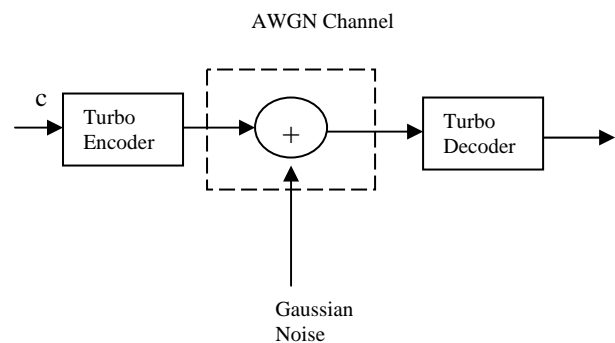 AWGN Channel
c
Turbo
Encoder
+
Turbo
Decoder
Gaussian
Noise